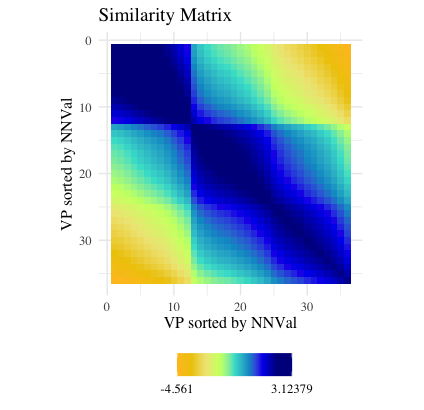 Similarity Matrix
0
10
20
30
VP sorted by NNVal
0 10 20 30
VP sorted by NNVal
-4.561 3.12379